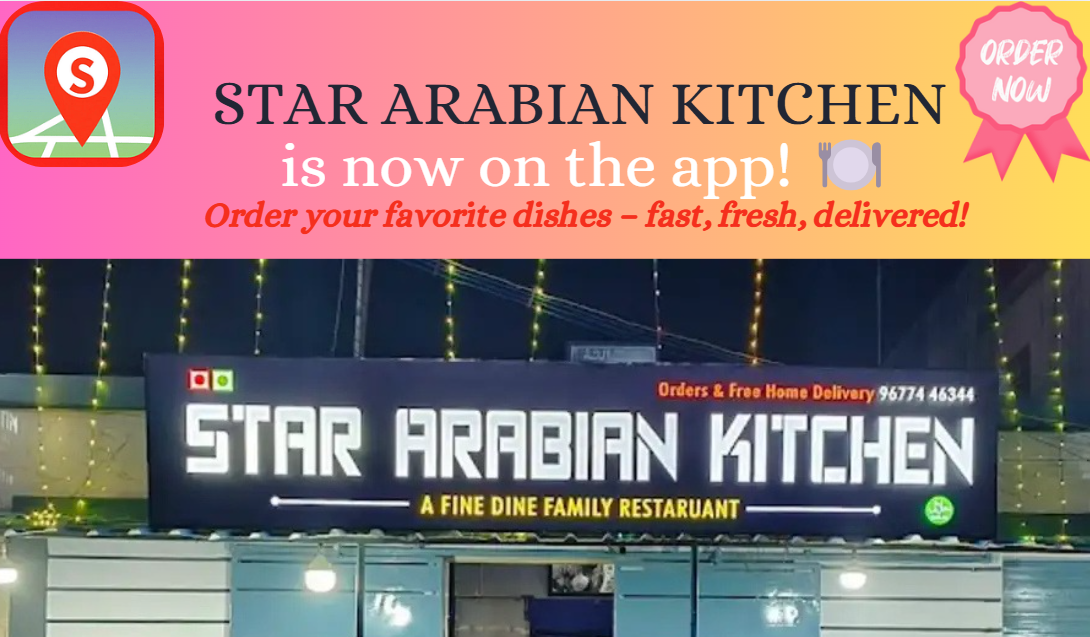 S
ORDER
NOW
STAR ARABIAN KITCHEN
is now on the app!
Order your favorite dishes – fast, fresh, delivered!
Orders & Free Home Delivery 96774 46344
STAR ARABIAN KITCHEN
A FINE DINE FAMILY RESTARUANT